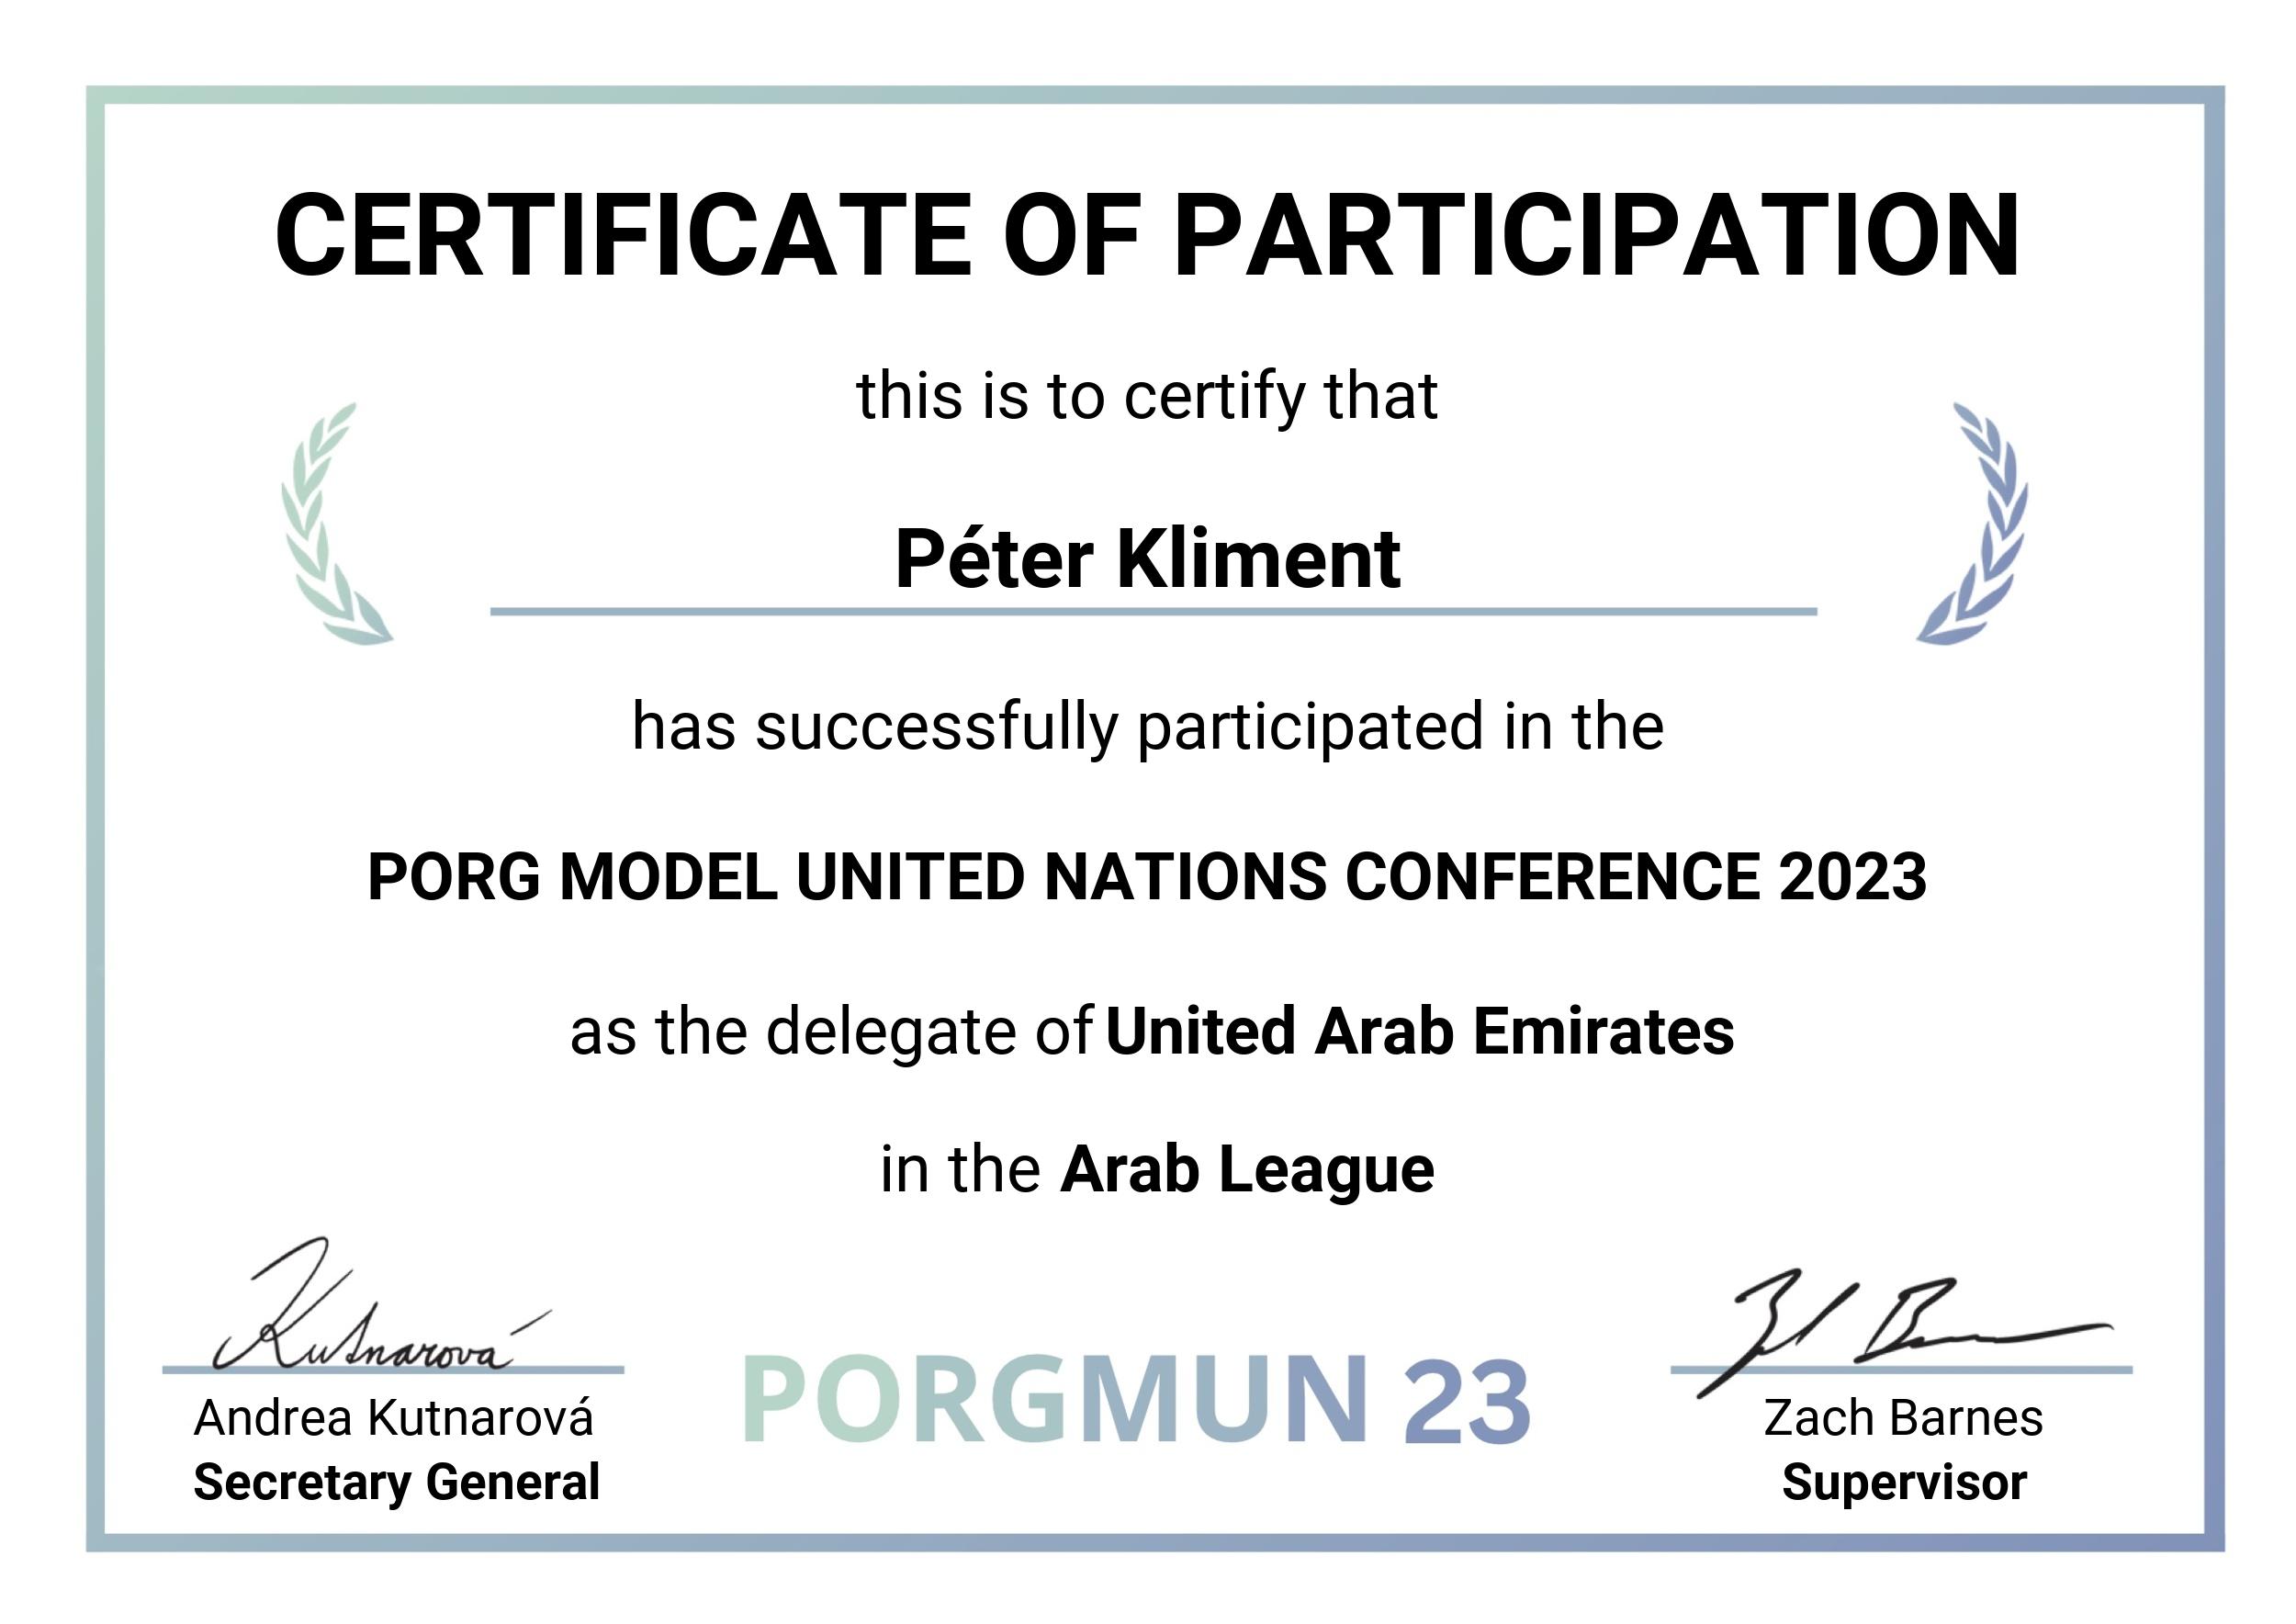 CERTIFICATE OF PARTICIPATION
this is to certify that
Péter Kliment
has successfully participated in the
PORG MODEL UNITED NATIONS CONFERENCE 2023
as the delegate of United Arab Emirates
in the Arab League
Kutnarová
Andrea Kutnarová
Secretary General
PORGMUN 23
Zach Barnes
Supervisor